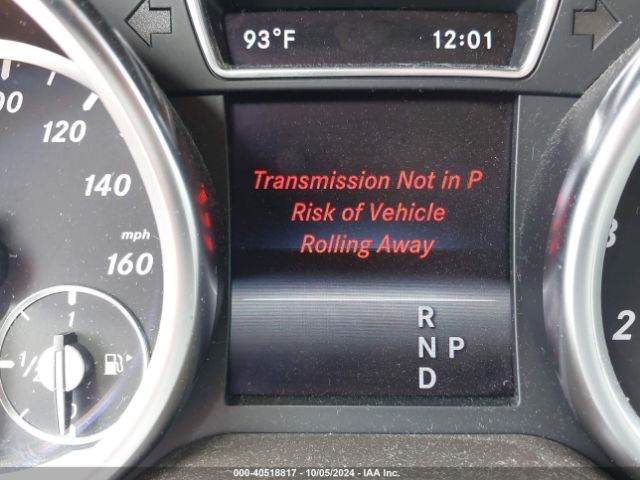 93°F 12:01
120
140
mph
160
Transmission Not in P
Risk of Vehicle
Rolling Away
R
N P
D
1
1/2
0
2
000-40518817 - 10/05/2024 - IAA Inc.